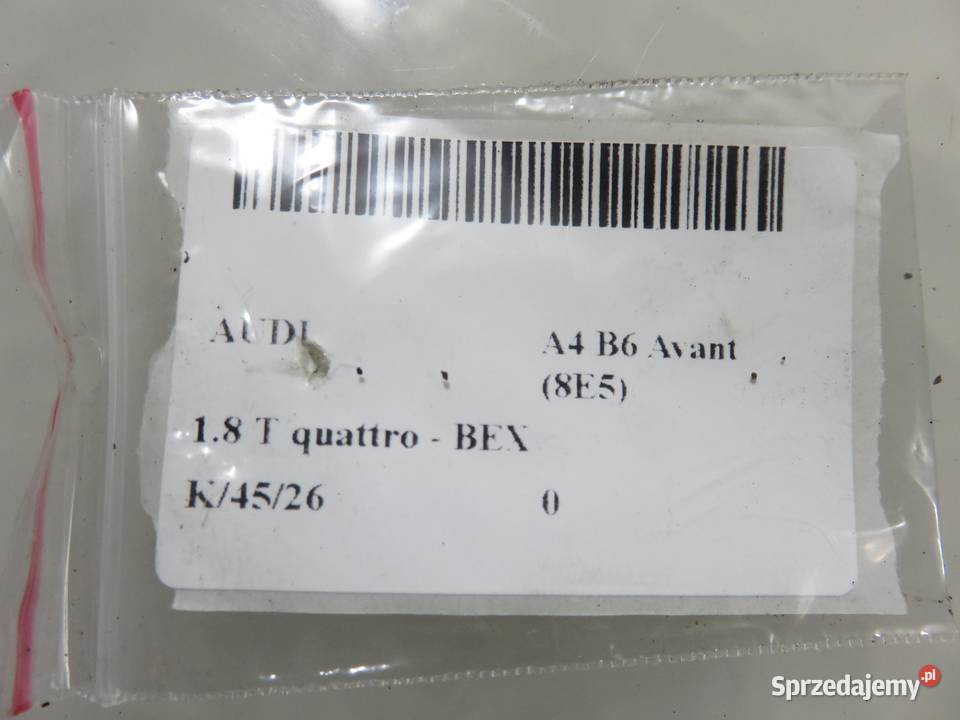 AUDI
A4 B6 Avant
(8E5)
1.8 T quattro - BEX
K/45/26
0
Sprzedajemy.pl